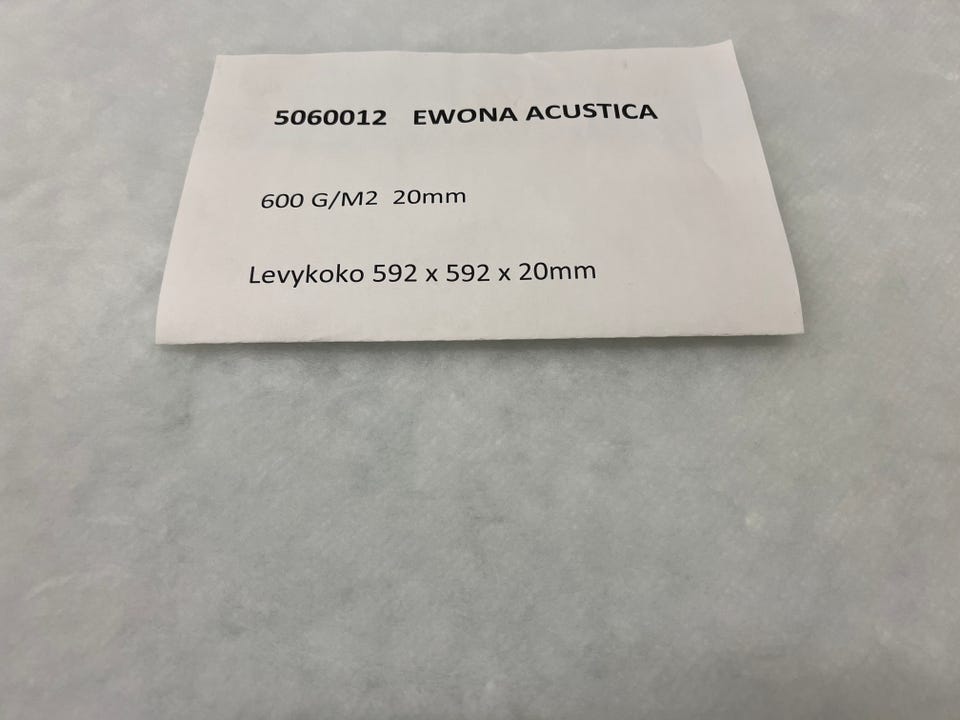 5060012 EWONA ACUSTICA
600 G/M2 20mm
Levykoko 592 x 592 x 20mm